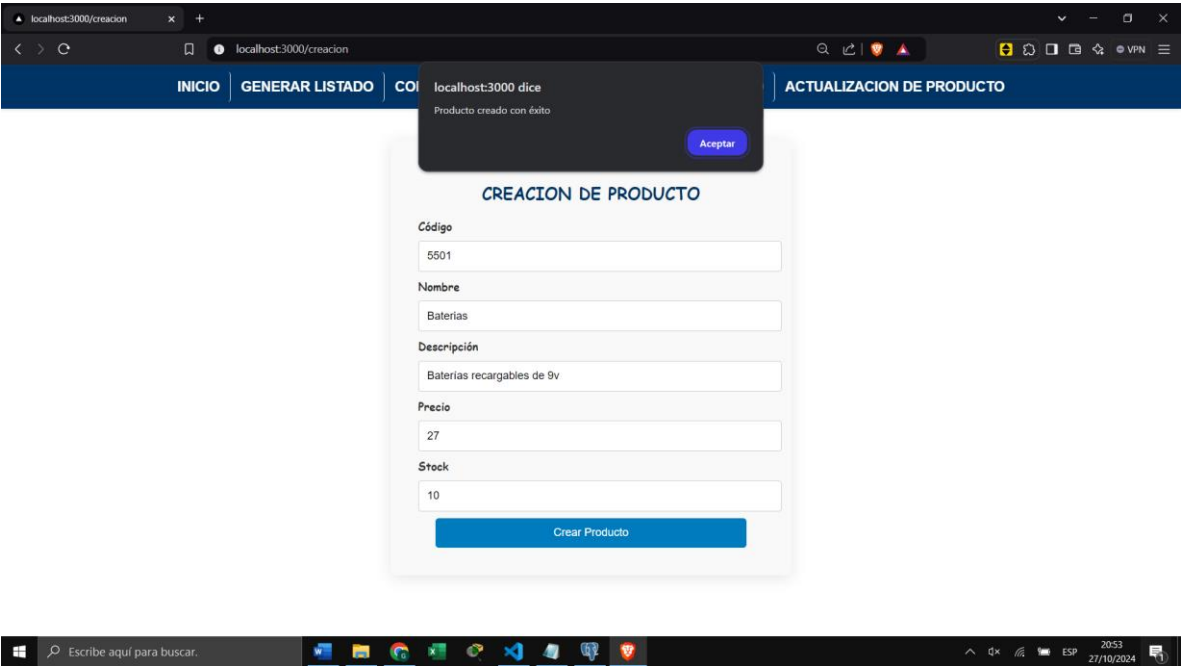 localhost:3000/creacion
localhost:3000/creacion
VPN
INICIO GENERAR LISTADO ACTUALIZACION DE PRODUCTO
localhost:3000 dice
Producto creado con éxito
Aceptar
CREACION DE PRODUCTO
Código
5501
Nombre
Baterias
Descripción
Baterías recargables de 9v
Precio
27
Stock
10
Crear Producto
Escribe aquí para buscar.
ESP
20:53
27/10/2024